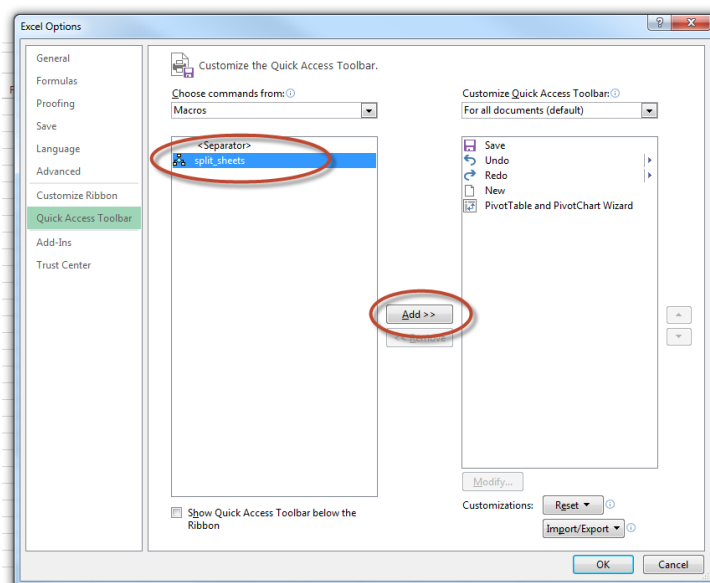 Excel Options
General
Formulas
Proofing
Save
Language
Advanced
Customize Ribbon
Quick Access Toolbar
Add-Ins
Trust Center
Customize the Quick Access Toolbar.
Choose commands from:
Macros
<Separator>
split_sheets
Add >>
<< Remove
Show Quick Access Toolbar below the
Ribbon
Customize Quick Access Toolbar:
For all documents (default)
Save
Undo
Redo
New
PivotTable and PivotChart Wizard
Modify...
Customizations:
Reset
Import/Export
OK
Cancel